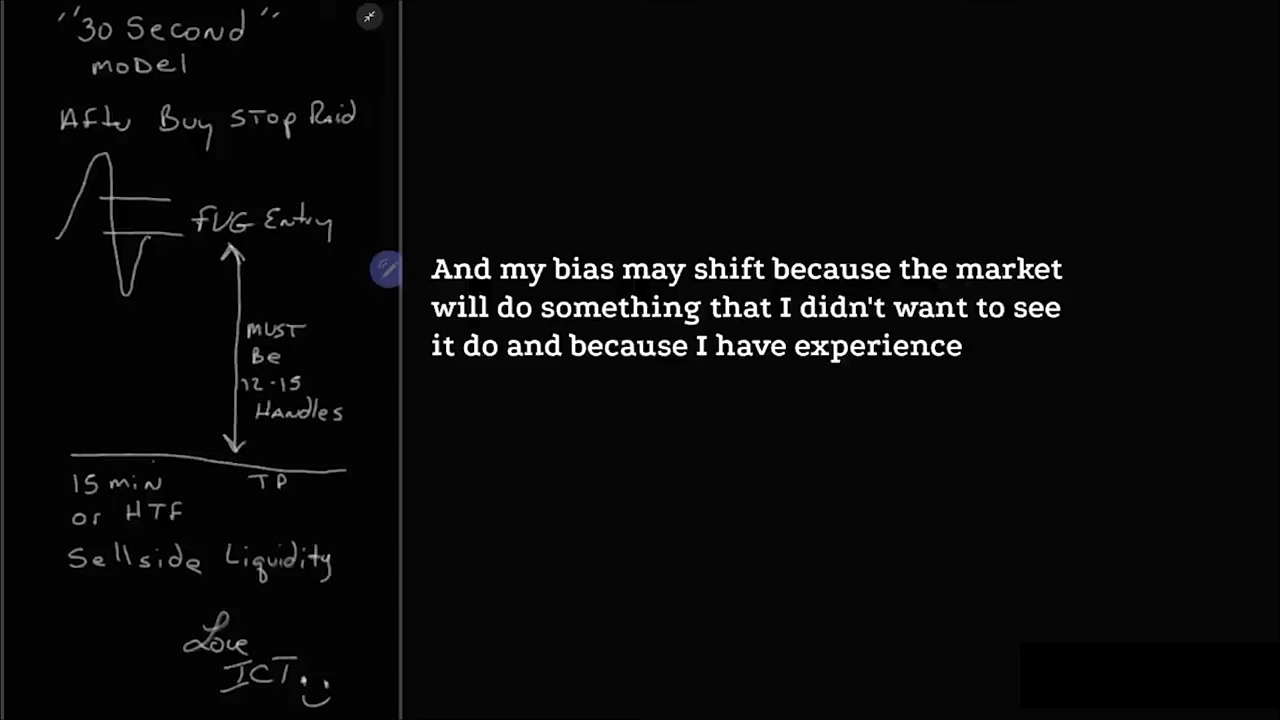 "30 Second"
model
After Buy Stop Raid
FVG Entry
MUST
Be
12-15
HANdles
15 min
TP
or HTF
Sellside Liquidity
Love
ICT
And my bias may shift because the market
will do something that I didn't want to see
it do and because I have experience